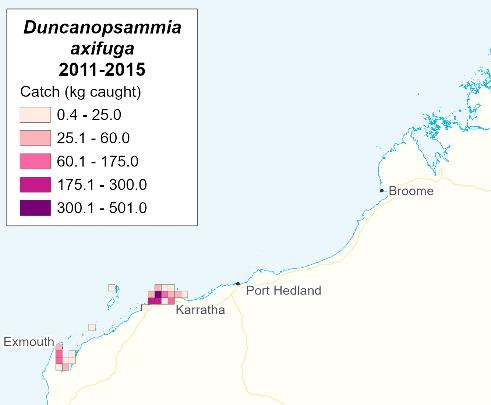 Duncanopsammia
axifuga
2011-2015
Catch (kg caught)
0.4 - 25.0
25.1 - 60.0
60.1 - 175.0
175.1 - 300.0
300.1 - 501.0
Broome
Port Hedland
Karratha
Exmouth